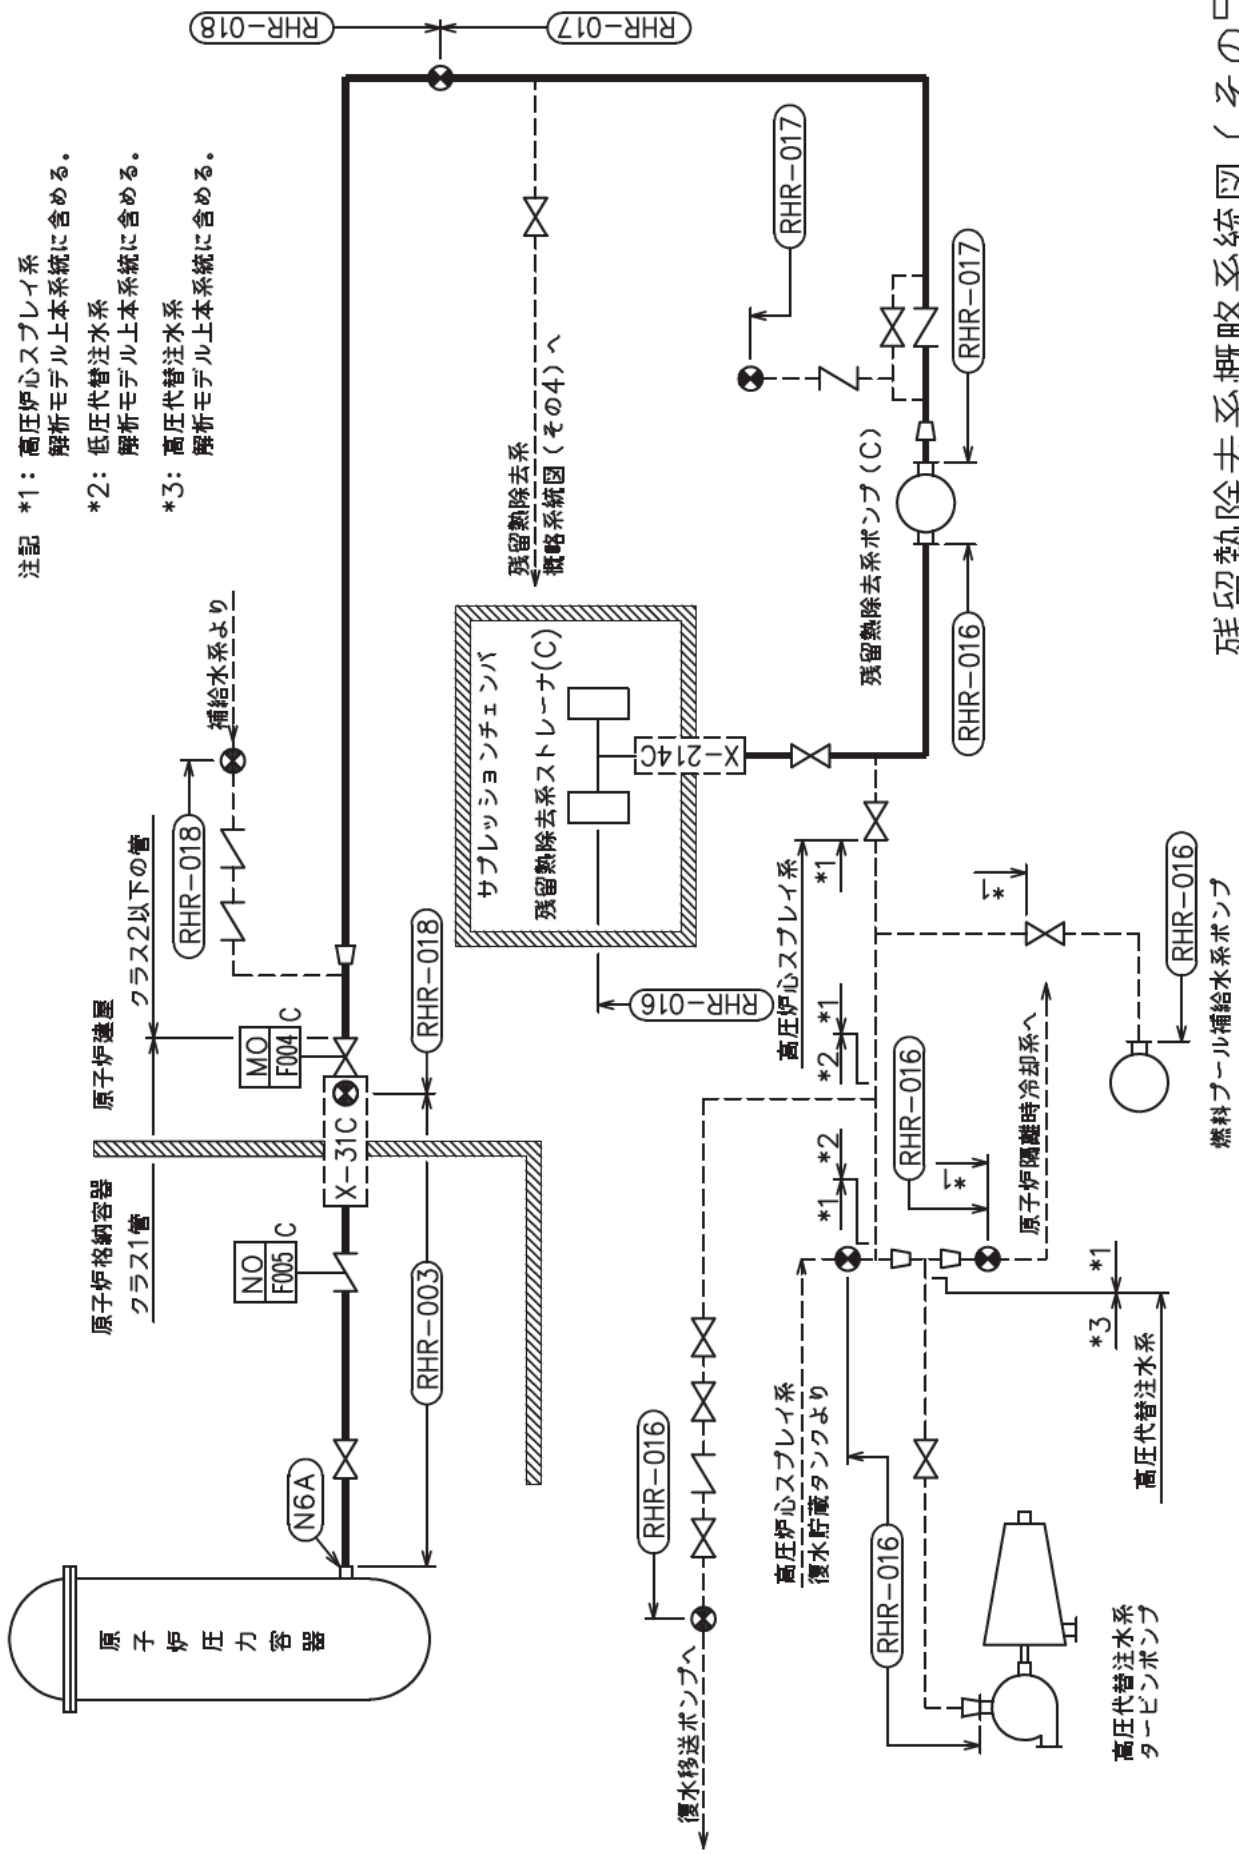 注記 *1：高圧炉心スプレイ系
解析モデル上本系統に含める。
*2：低圧代替注水系
解析モデル上本系統に含める。
*3：高圧代替注水系
解析モデル上本系統に含める。
原子炉圧力容器
N6A
RHR-003
原子炉格納容器
クラス1管
NO
F005
C
X-31C
原子炉建屋
クラス2以下の管
MO
F004
C
RHR-018
RHR-018
補給水系より
RHR-018
RHR-017
残留熱除去系
概略系統図（その4）へ
サプレッションチェンバ
残留熱除去系ストレーナ(C)
X-214C
RHR-016
RHR-017
残留熱除去系ポンプ(C)
RHR-017
RHR-016
高圧炉心スプレイ系
*1
*1
*2
*2
*1
復水移送ポンプへ
RHR-016
高圧炉心スプレイ系
復水貯蔵タンクより
RHR-016
RHR-016
*1
原子炉隔離時冷却系へ
*1
RHR-016
燃料プール補給水系ポンプ
*3
*1
高圧代替注水系
高圧代替注水系
タービンポンプ
残留熱除去系概略系統図（その